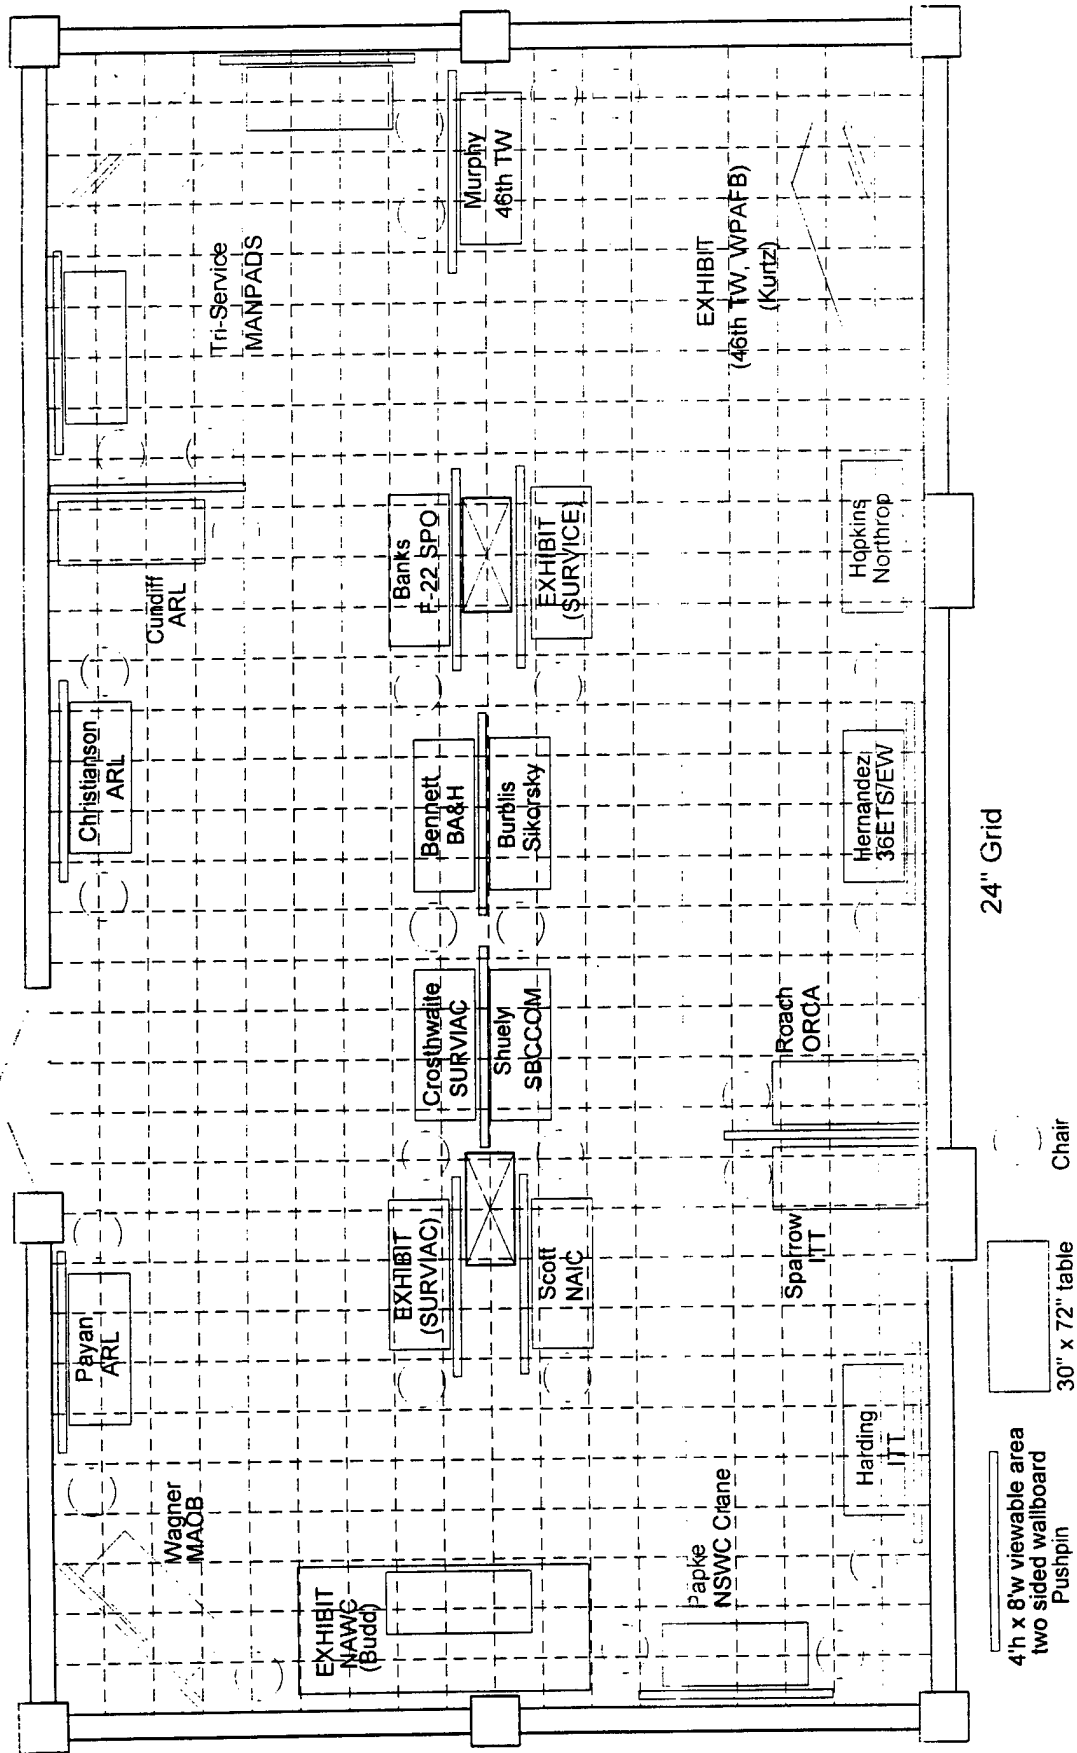 Wagner
MAOB
Payan
ARL
Christianson
ARL
Cundiff
ARL
Tri-Service
MANPADS
EXHIBIT
NAWC
(Budd)
EXHIBIT
(SURVIAC)
Crosthwaite
SURVIAC
Bennett
BA&H
Banks
F-22 SPO
Murphy
46th TW
Scott
NAIC
Shuely
SBCCOM
Burblis
Sikorsky
EXHIBIT
(SURVICE)
EXHIBIT
(46th TW, WPAFB)
(Kurtz)
Papke
NSWC Crane
Harding
ITT
Sparrow
ITT
Roach
ORCA
Hernandez
36ETS/EW
Hopkins
Northrop
24" Grid
4'h x 8'w viewable area
two sided wallboard
Pushpin
30" x 72" table
Chair